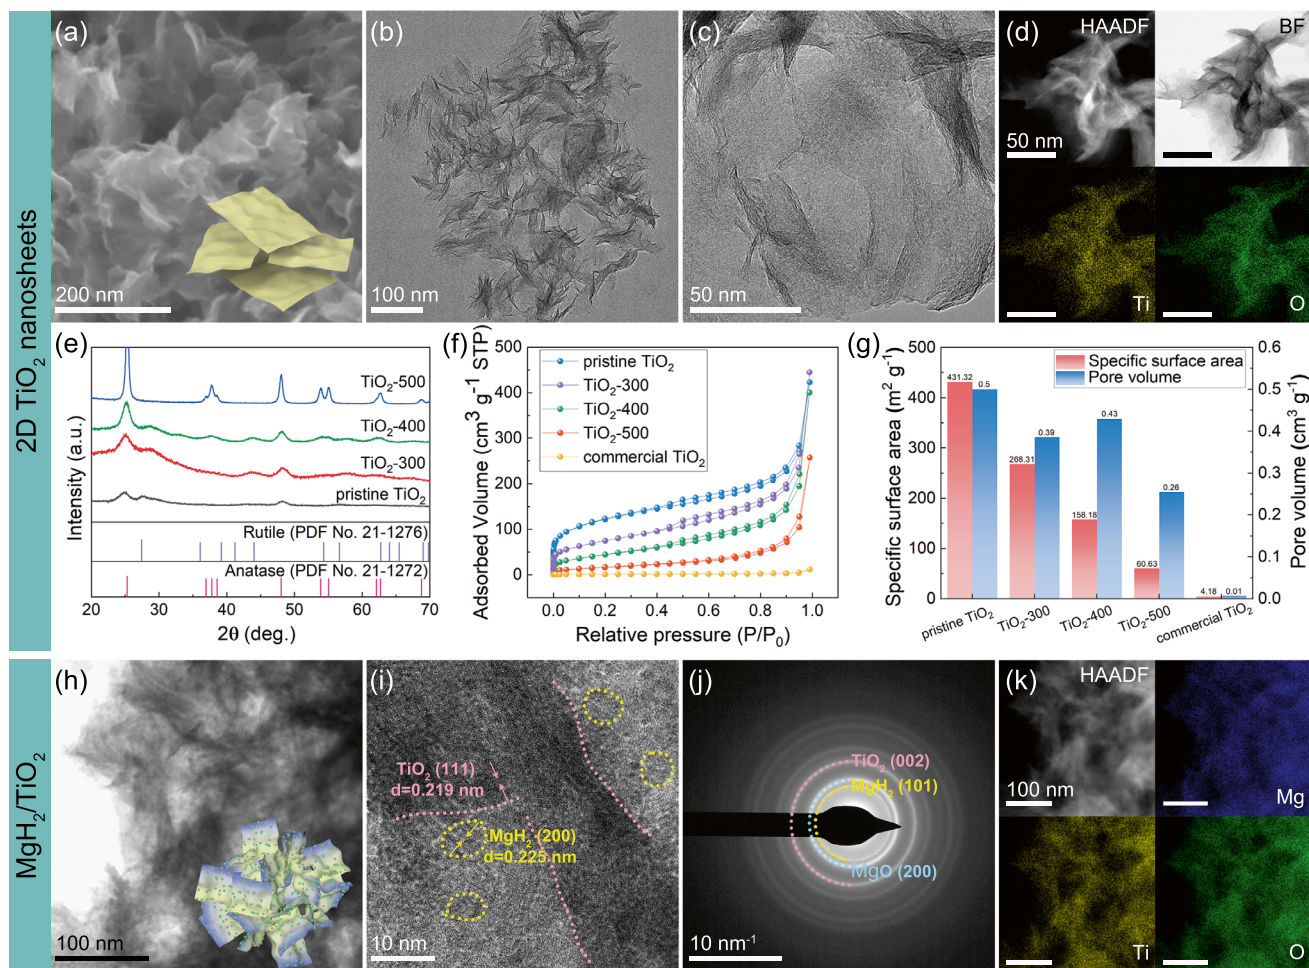 2D TiO₂ nanosheets
(a)
200 nm
(b)
100 nm
(c)
50 nm
(d)
HAADF
BF
50 nm
Ti
O
(e)
Intensity (a.u.)
TiO₂-500
TiO₂-400
TiO₂-300
pristine TiO₂
Rutile (PDF No. 21-1276)
Anatase (PDF No. 21-1272)
20 30 40 50 60 70
2θ (deg.)
(f)
Adsorbed Volume (cm³ g⁻¹ STP)
500
400
300
200
100
0
pristine TiO₂
TiO₂-300
TiO₂-400
TiO₂-500
commercial TiO₂
0.0 0.2 0.4 0.6 0.8 1.0
Relative pressure (P/P₀)
(g)
Specific surface area (m² g⁻¹)
500
400
300
200
100
0
Specific surface area
Pore volume
431.32
0.5
268.31
0.39
158.18
0.43
60.63
0.26
4.18
0.01
pristine TiO₂
TiO₂-300
TiO₂-400
TiO₂-500
commercial TiO₂
0.6
0.5
0.4
0.3
0.2
0.1
0.0
Pore volume (cm³ g⁻¹)
MgH₂/TiO₂
(h)
100 nm
(i)
TiO₂ (111)
d=0.219 nm
MgH₂ (200)
d=0.225 nm
10 nm
(j)
TiO₂ (002)
MgH₂ (101)
MgO (200)
10 nm⁻¹
(k)
HAADF
100 nm
Mg
Ti
O